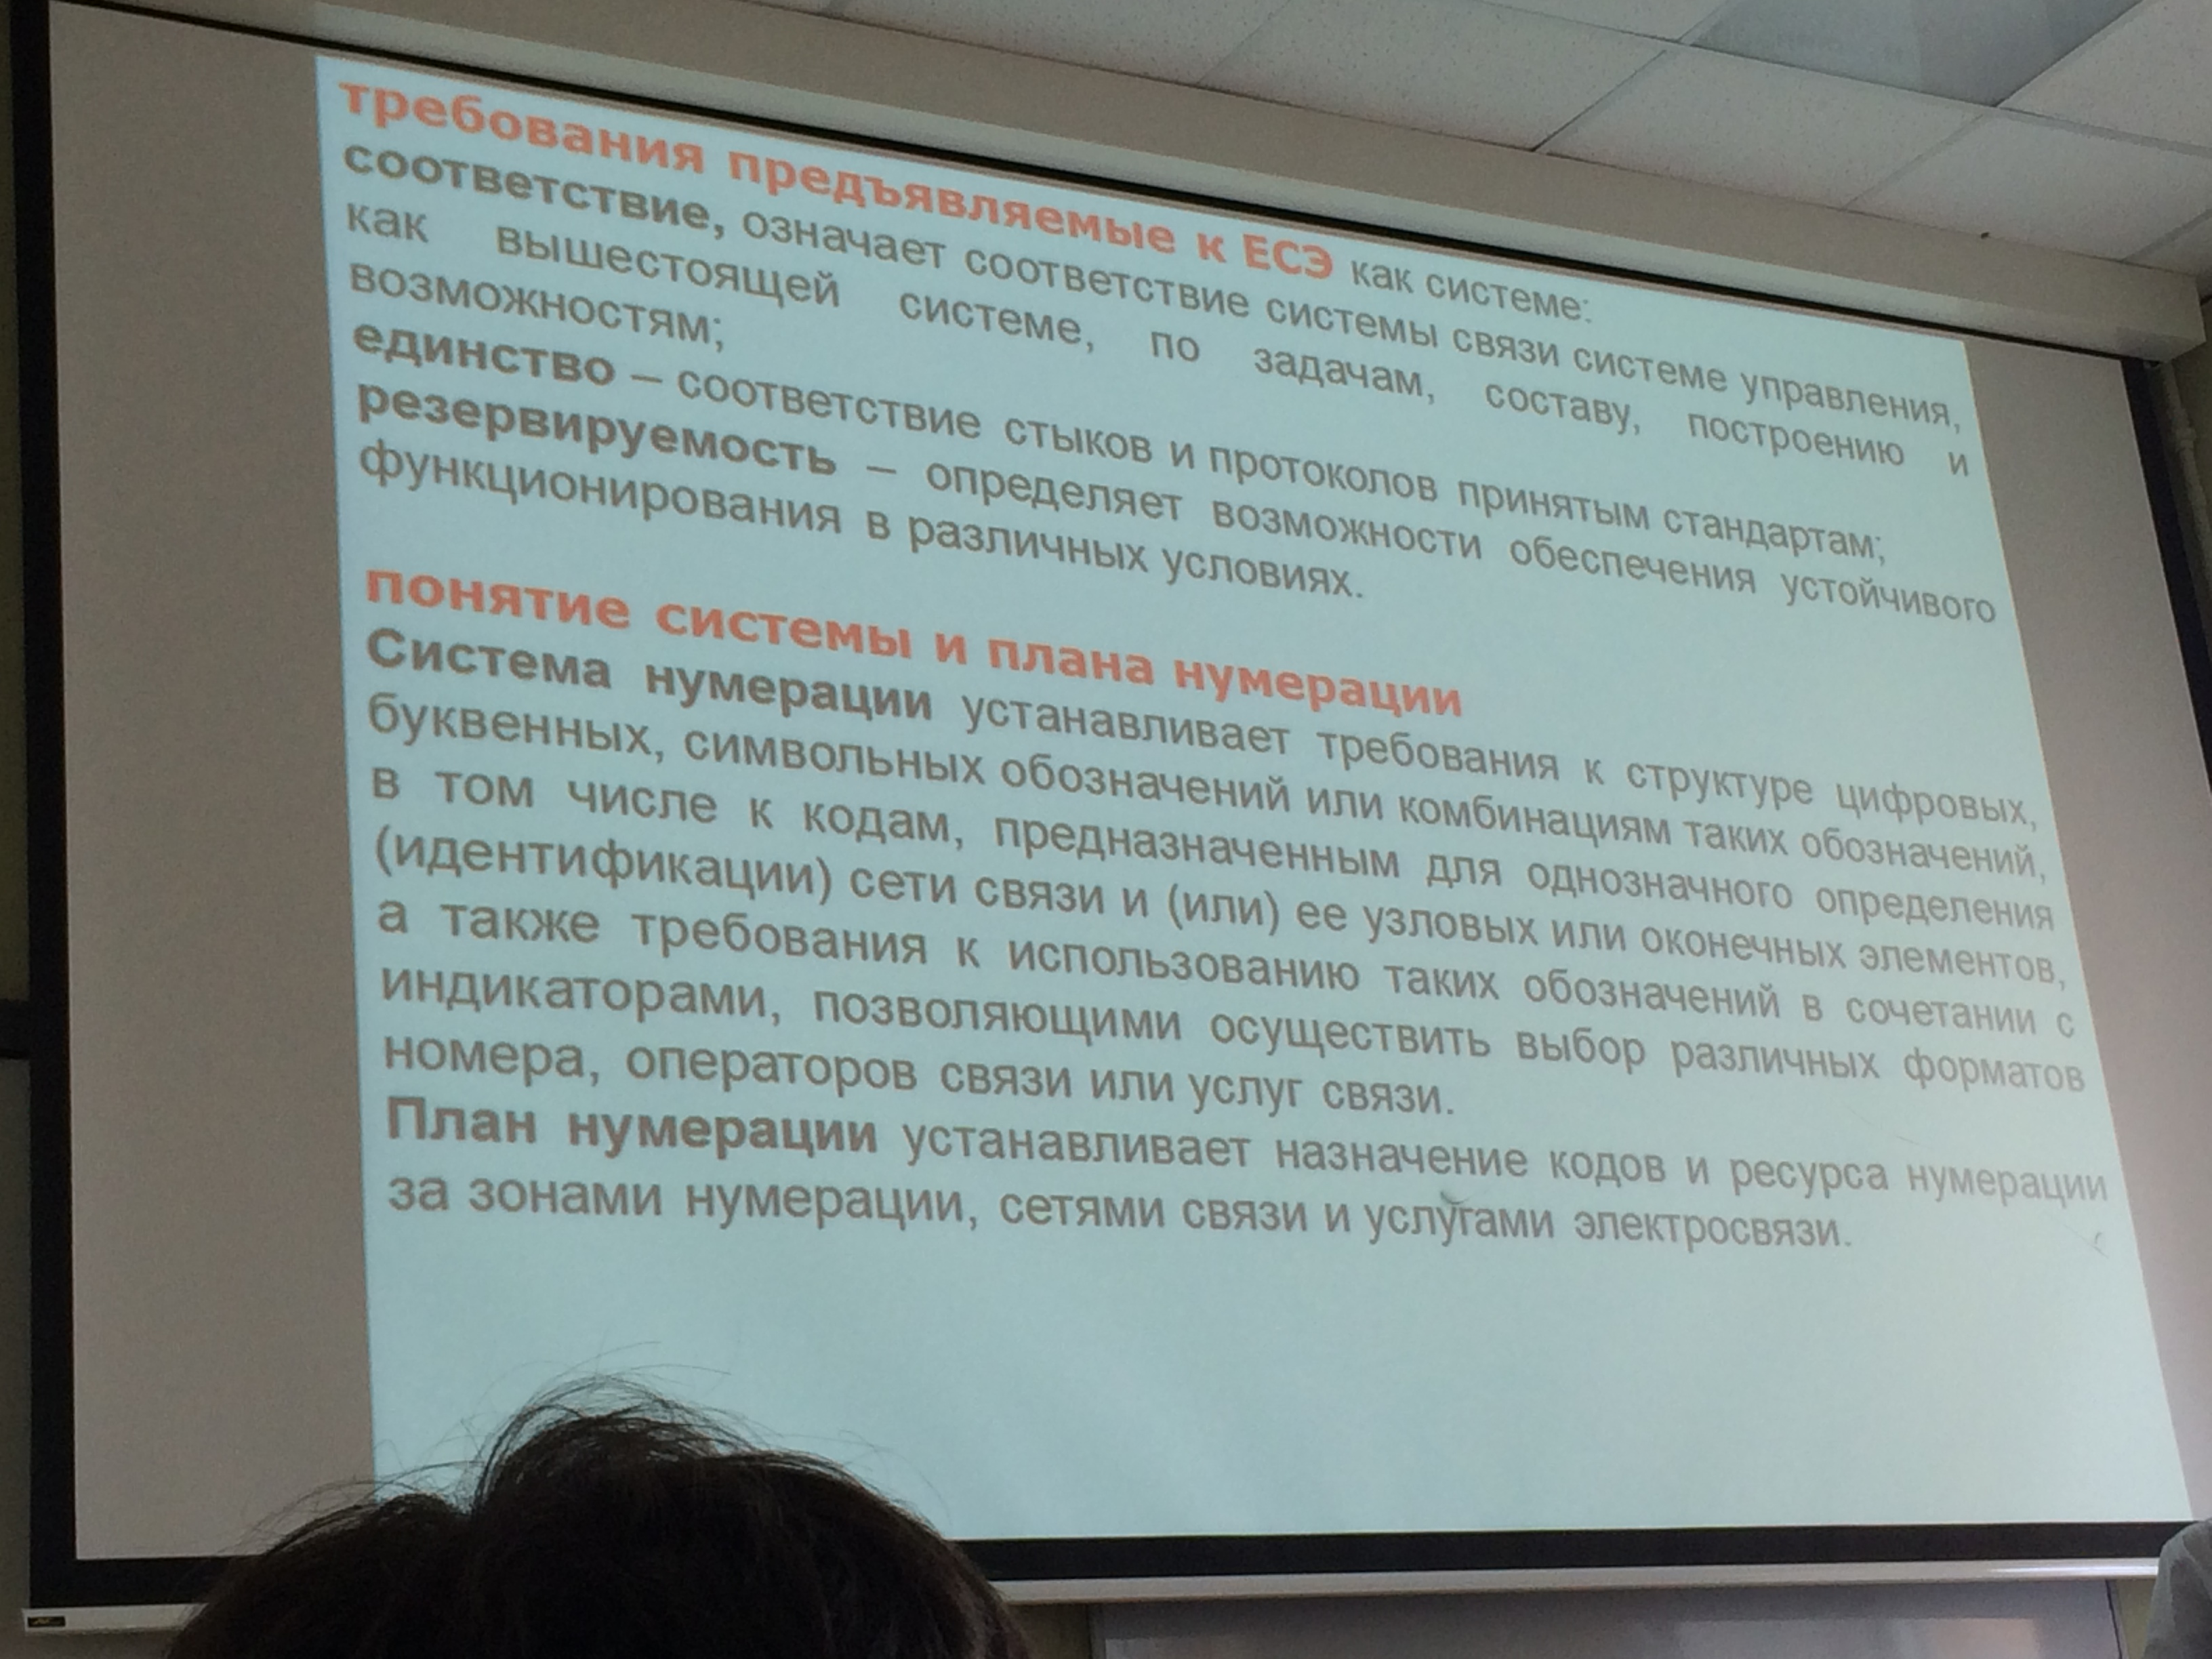 требования предъявляемые к ЕСЭ как системе:
соответствие, означает соответствие системы связи системе управления,
как вышестоящей системе, по задачам, составу, построению и
возможностям;
единство – соответствие стыков и протоколов принятым стандартам;
резервируемость – определяет возможности обеспечения устойчивого
функционирования в различных условиях.
понятие системы и плана нумерации
Система нумерации устанавливает требования к структуре цифровых,
буквенных, символьных обозначений или комбинациям таких обозначений,
в том числе к кодам, предназначенным для однозначного определения
(идентификации) сети связи и (или) ее узловых или оконечных элементов,
а также требования к использованию таких обозначений в сочетании с
индикаторами, позволяющими осуществить выбор различных форматов
номера, операторов связи или услуг связи.
План нумерации устанавливает назначение кодов и ресурса нумерации
за зонами нумерации, сетями связи и услугами электросвязи.